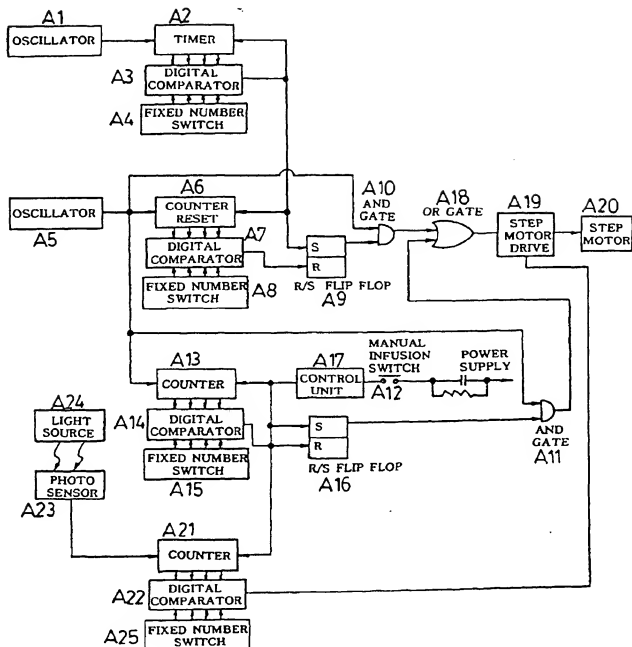 A1
OSCILLATOR
A2
TIMER
A3
DIGITAL
COMPARATOR
A4
FIXED NUMBER
SWITCH
OSCILLATOR
A5
A6
COUNTER
RESET
A7
DIGITAL
COMPARATOR
A8
FIXED NUMBER
SWITCH
S
R
R/S FLIP FLOP
A9
A10
AND
GATE
A18
OR GATE
A19
STEP
MOTOR
DRIVE
A20
STEP
MOTOR
A13
COUNTER
A14
DIGITAL
COMPARATOR
FIXED NUMBER
SWITCH
A15
A17
CONTROL
UNIT
MANUAL
INFUSION
SWITCH
A12
POWER
SUPPLY
S
R
R/S FLIP FLOP
A16
AND
GATE
A11
A24
LIGHT
SOURCE
PHOTO
SENSOR
A23
A21
COUNTER
A22
DIGITAL
COMPARATOR
A25
FIXED NUMBER
SWITCH